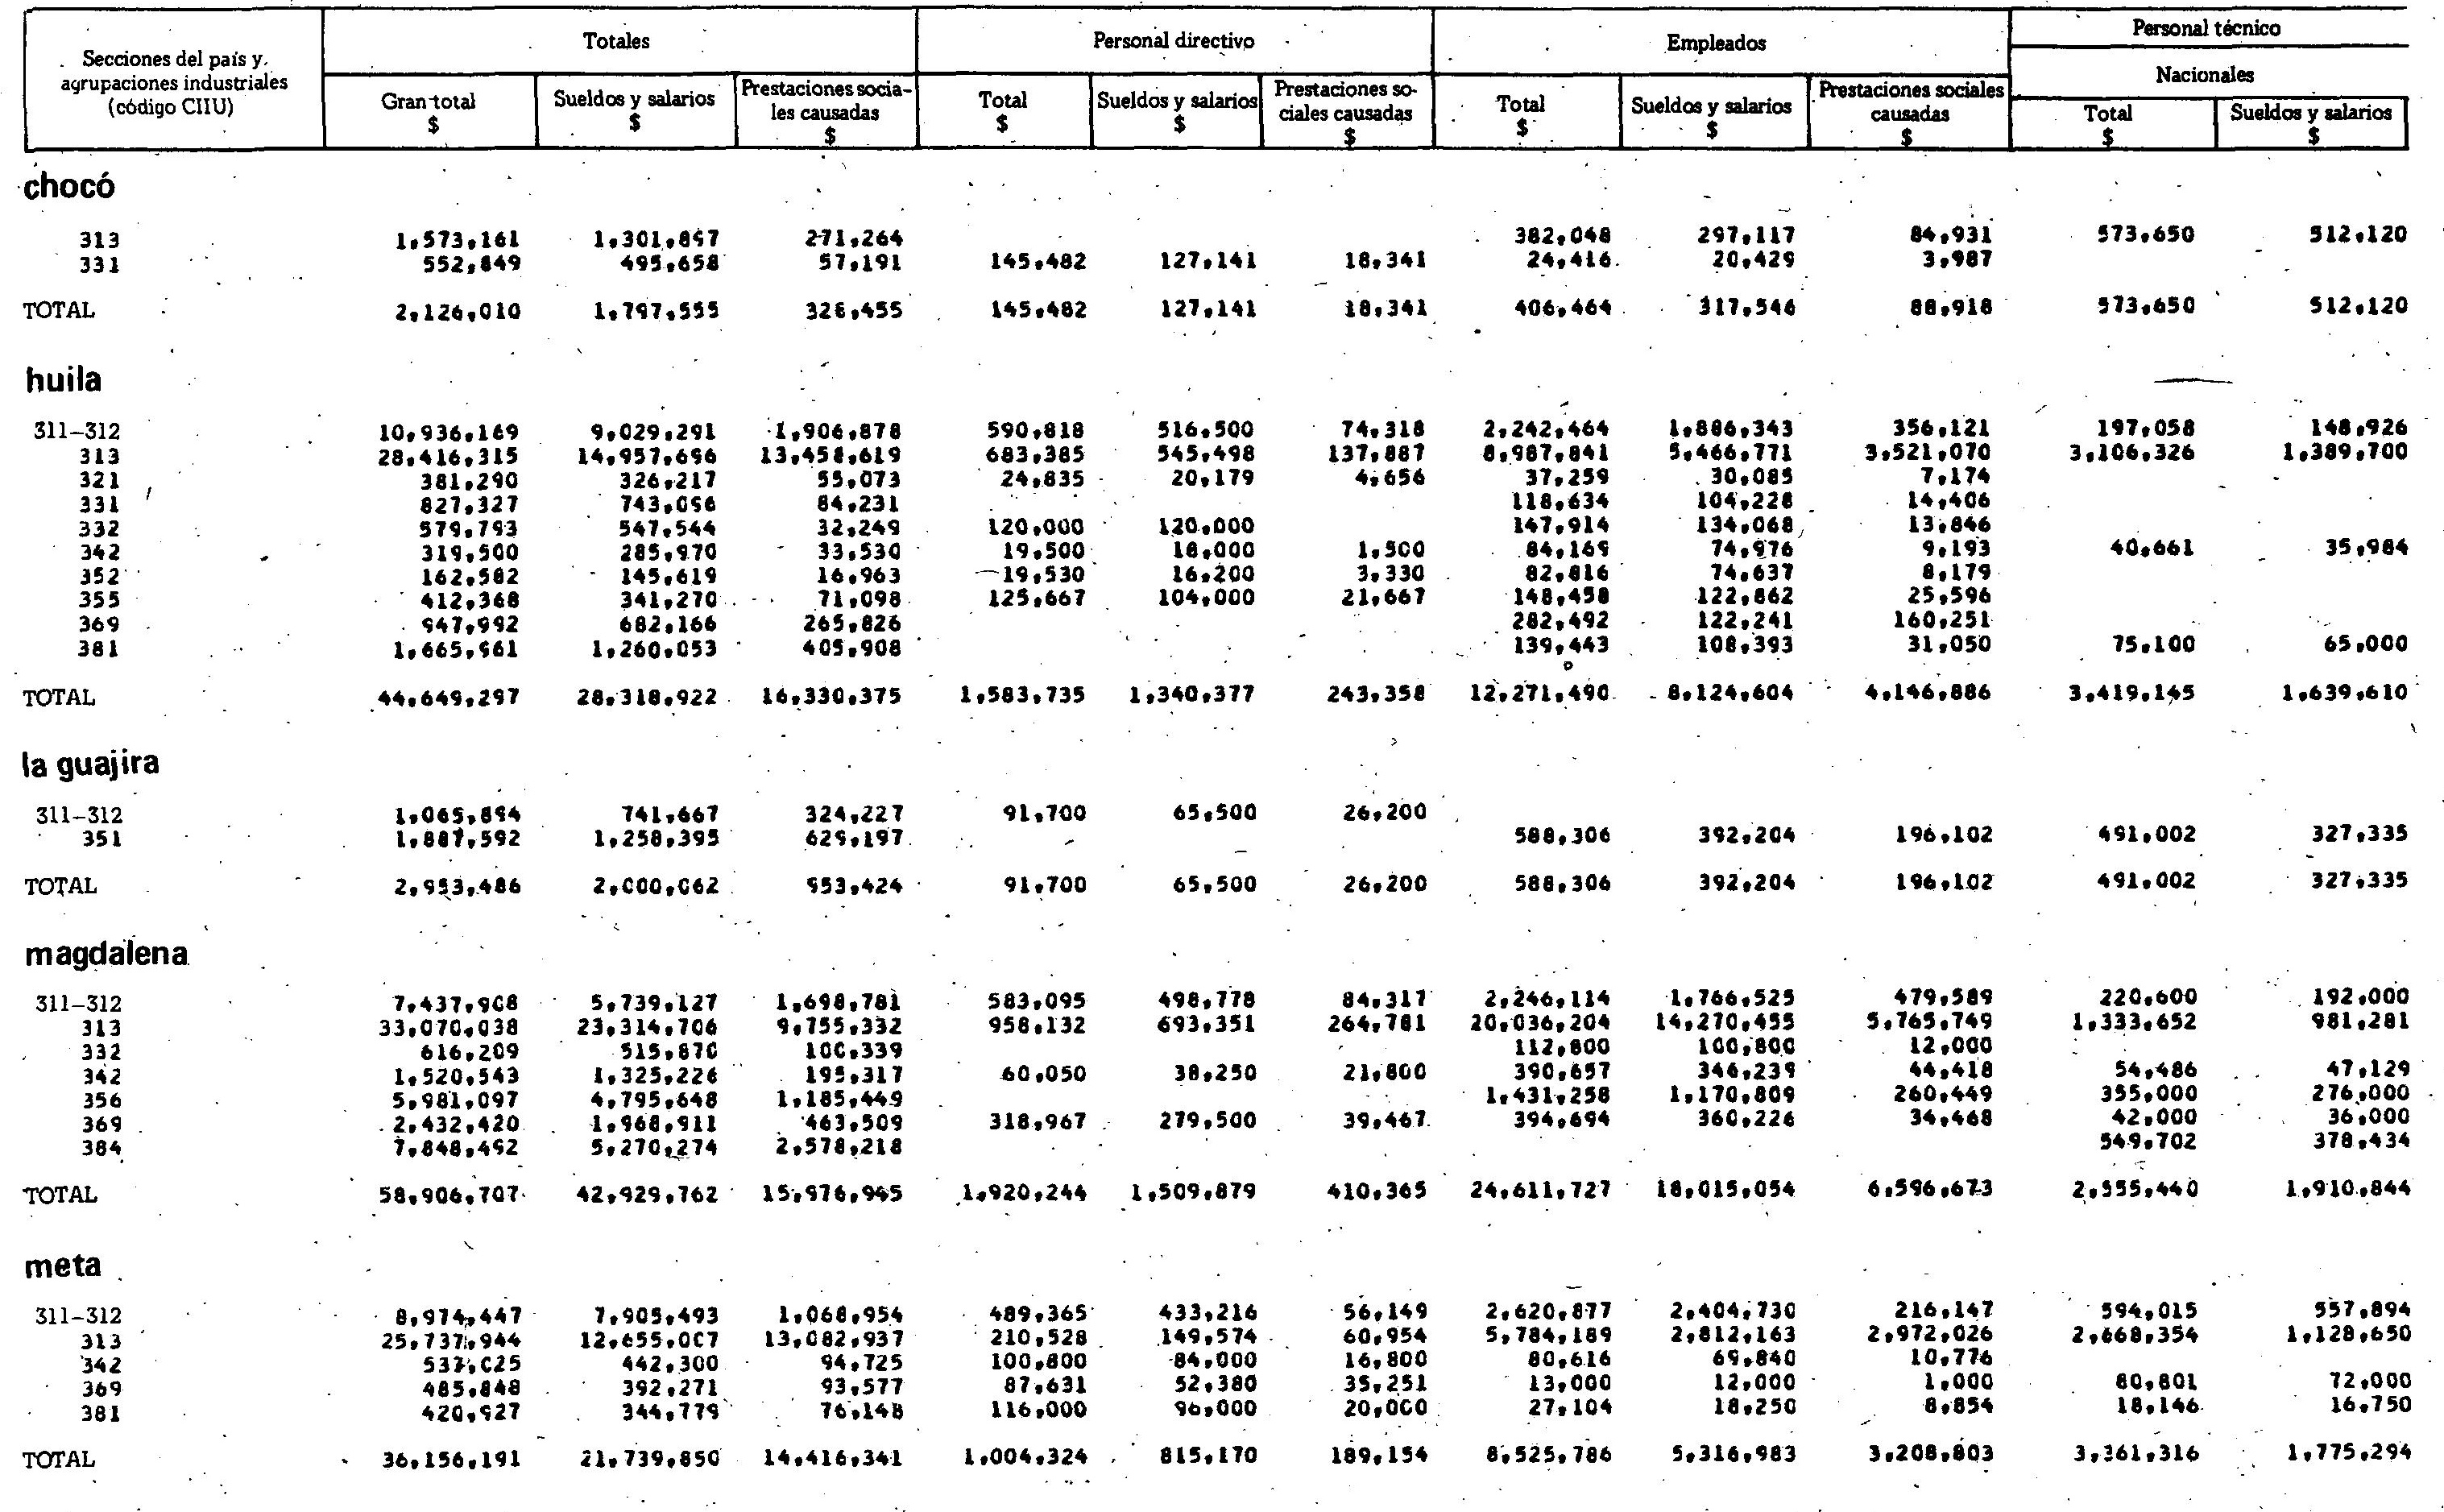 Secciones del país y agrupaciones industriales (código CIIU) Totales Personal directivo Empleados Personal técnico
Nacionales
Gran total $ Sueldos y salarios $ Prestaciones sociales causadas $ Total $ Sueldos y salarios $ Prestaciones sociales causadas $ Total $ Sueldos y salarios $ Prestaciones sociales causadas $ Total $ Sueldos y salarios $
chocó
313 1,573,161 1,301,897 271,264 382,048 297,117 84,931 573,650 512,120
331 552,849 495,658 57,191 145,482 127,141 18,341 24,416 20,429 3,987
TOTAL 2,126,010 1,797,555 328,455 145,482 127,141 18,341 406,464 317,546 88,918 573,650 512,120
huila
311-312 10,936,169 9,029,291 1,906,878 590,818 516,500 74,318 2,242,464 1,886,343 356,121 197,058 148,926
313 28,416,315 14,957,696 13,458,619 683,385 545,498 137,887 8,987,841 5,466,771 3,521,070 3,106,326 1,389,700
321 381,290 326,217 55,073 24,835 20,179 4,656 37,259 30,085 7,174
331 827,327 743,096 84,231 118,634 104,228 14,406
332 579,793 547,544 32,249 120,000 120,000 147,914 134,068 13,846
342 319,500 285,970 33,530 19,500 18,000 1,500 84,169 74,976 9,193 40,661 35,984
352 162,582 145,619 16,963 19,530 16,200 3,330 82,816 74,637 8,179
355 412,368 341,270 71,098 125,667 104,000 21,667 148,458 122,862 25,596
369 947,992 682,166 265,826 282,492 122,241 160,251
381 1,665,961 1,260,053 405,908 139,443 108,393 31,050 75,100 65,000
TOTAL 44,649,297 28,318,922 16,330,375 1,583,735 1,340,377 243,358 12,271,490 8,124,604 4,146,886 3,419,145 1,639,610
la guajira
311-312 1,065,894 741,667 324,227 91,700 65,500 26,200
351 1,887,592 1,258,395 629,197 588,306 392,204 196,102 491,002 327,335
TOTAL 2,953,486 2,000,062 953,424 91,700 65,500 26,200 588,306 392,204 196,102 491,002 327,335
magdalena
311-312 7,437,908 5,739,127 1,698,781 583,095 498,778 84,317 2,246,114 1,766,525 479,589 220,600 192,000
313 33,070,038 23,314,706 9,755,332 958,132 693,351 264,781 20,036,204 14,270,455 5,765,749 1,333,652 981,281
332 616,209 515,870 100,339 112,800 100,800 12,000
342 1,520,543 1,325,226 195,317 60,050 38,250 21,800 390,657 346,239 44,418 54,486 47,129
356 5,981,097 4,795,648 1,185,449 1,431,258 1,170,809 260,449 355,000 276,000
369 2,432,420 1,968,911 463,509 318,967 279,500 39,467 394,694 360,226 34,468 42,000 36,000
384 7,848,492 5,270,274 2,578,218 549,702 378,434
TOTAL 58,906,707 42,929,762 15,976,945 1,920,244 1,509,879 410,365 24,611,727 18,015,054 6,596,673 2,555,440 1,910,844
meta
311-312 8,974,447 7,905,493 1,068,954 489,365 433,216 56,149 2,620,877 2,404,730 216,147 594,015 557,894
313 25,737,944 12,655,007 13,082,937 210,528 149,574 60,954 5,784,189 2,812,163 2,972,026 2,668,354 1,128,650
342 537,025 442,300 94,725 100,800 84,000 16,800 80,616 69,840 10,776
369 485,848 392,271 93,577 87,631 52,380 35,251 13,000 12,000 1,000 80,801 72,000
381 420,927 344,779 76,148 116,000 96,000 20,000 27,104 18,250 8,854 18,146 16,750
TOTAL 36,156,191 21,739,850 14,416,341 1,004,324 815,170 189,154 8,525,786 5,316,983 3,208,803 3,361,316 1,775,294